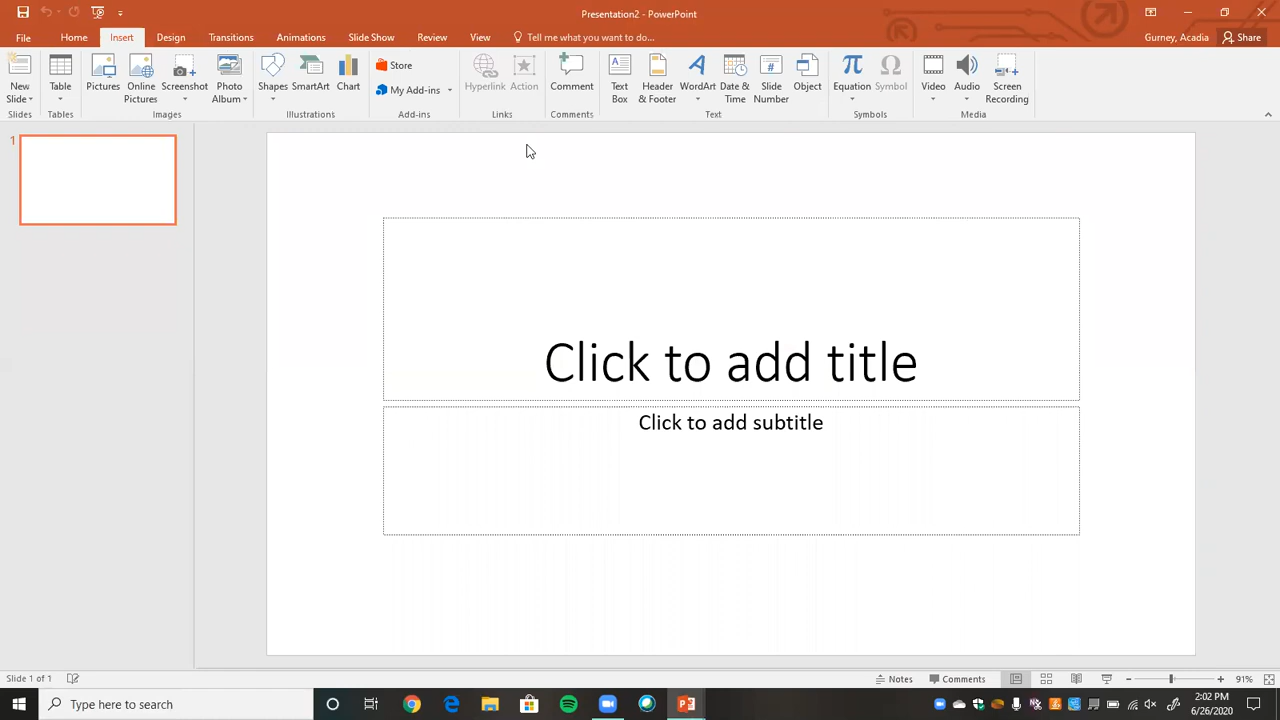 Presentation2 - PowerPoint
File Home Insert Design Transitions Animations Slide Show Review View Tell me what you want to do... Gurney, Acadia Share
New Slide
Table
Pictures
Online Pictures
Screenshot
Photo Album
Shapes
SmartArt
Chart
Store
My Add-ins
Hyperlink
Action
Comment
Text Box
Header & Footer
WordArt
Date & Time
Slide Number
Object
Equation
Symbol
Video
Audio
Screen Recording
Slides Tables Images Illustrations Add-ins Links Comments Text Symbols Media
1
Click to add title
Click to add subtitle
Slide 1 of 1 Notes Comments 91%
Type here to search
2:02 PM
6/26/2020